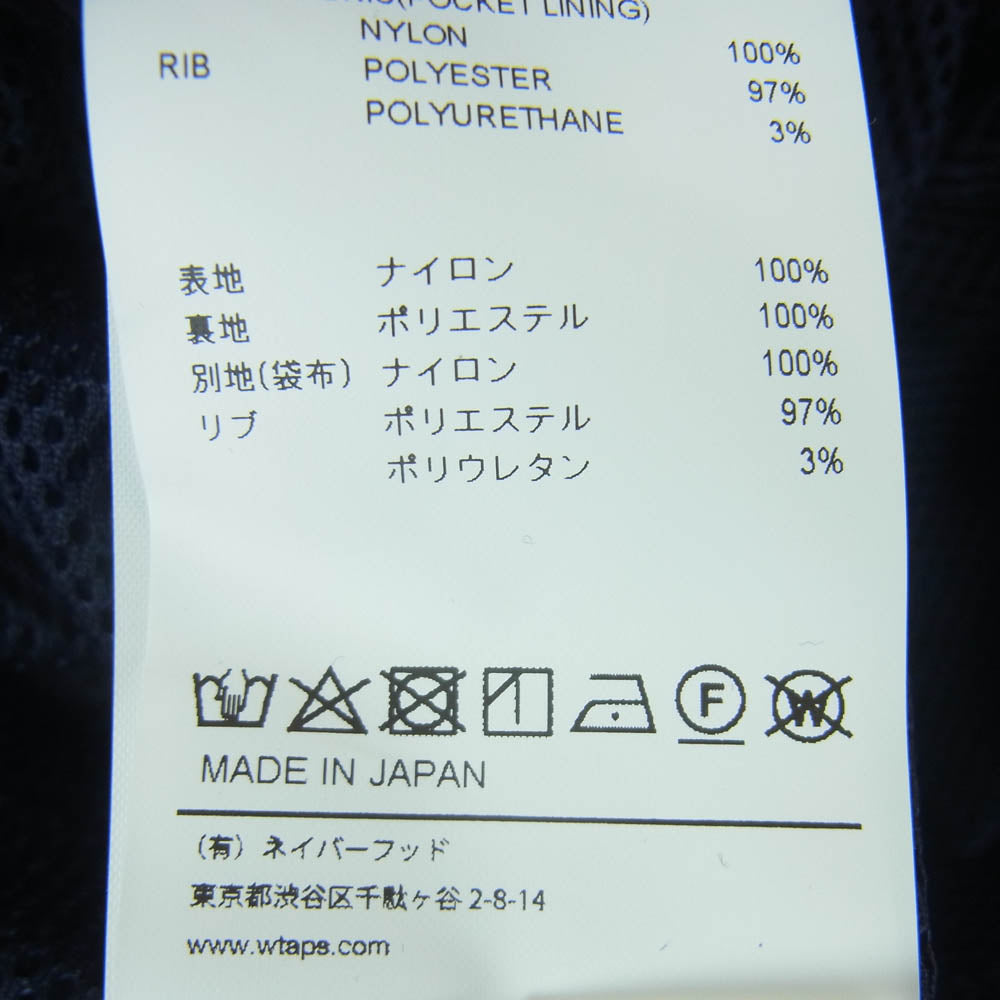 (POCKET LINING)
NYLON 100%
RIB POLYESTER 97%
POLYURETHANE 3%
表地 ナイロン 100%
裏地 ポリエステル 100%
別地(袋布) ナイロン 100%
リブ ポリエステル 97%
ポリウレタン 3%
F W
MADE IN JAPAN
(有) ネイバーフッド
東京都渋谷区千駄ヶ谷 2-8-14
www.wtaps.com